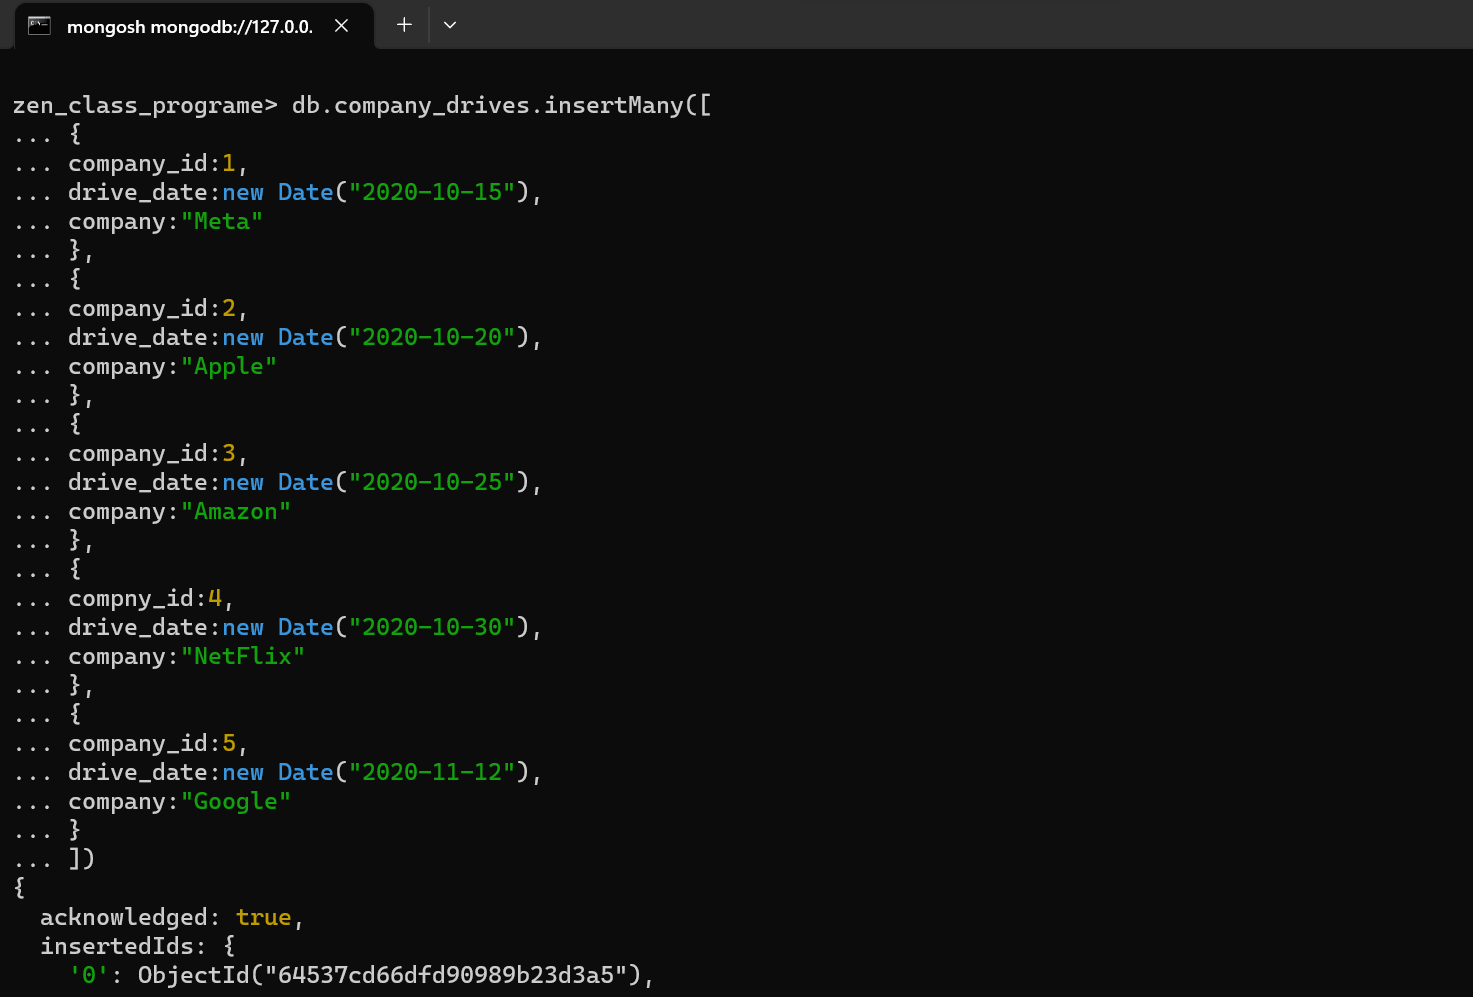 mongosh mongodb://127.0.0.
zen_class_programe> db.company_drives.insertMany([
... {
... company_id:1,
... drive_date:new Date("2020-10-15"),
... company:"Meta"
... },
... {
... company_id:2,
... drive_date:new Date("2020-10-20"),
... company:"Apple"
... },
... {
... company_id:3,
... drive_date:new Date("2020-10-25"),
... company:"Amazon"
... },
... {
... compny_id:4,
... drive_date:new Date("2020-10-30"),
... company:"NetFlix"
... },
... {
... company_id:5,
... drive_date:new Date("2020-11-12"),
... company:"Google"
... }
... ])
{
  acknowledged: true,
  insertedIds: {
    '0': ObjectId("64537cd66dfd90989b23d3a5"),